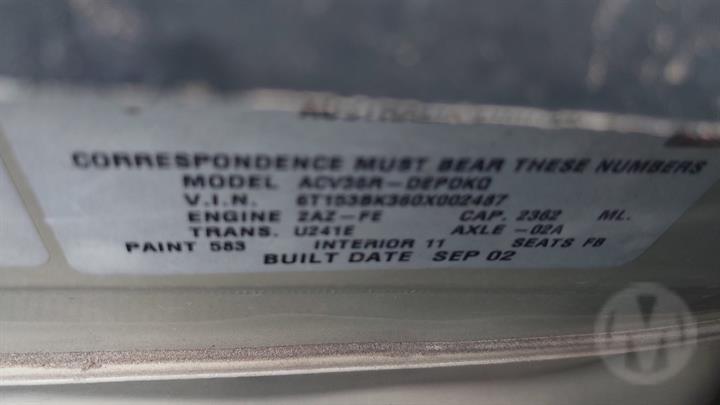 CORRESPONDENCE MUST BEAR THESE NUMBERS
MODEL ACV36R-DEPDKQ
V.I.N. 6T153BK360X002487
ENGINE 2AZ-FE CAP. 2362 ML.
TRANS. U241E AXLE -02A
PAINT 583 INTERIOR 11 SEATS FB
BUILT DATE SEP 02